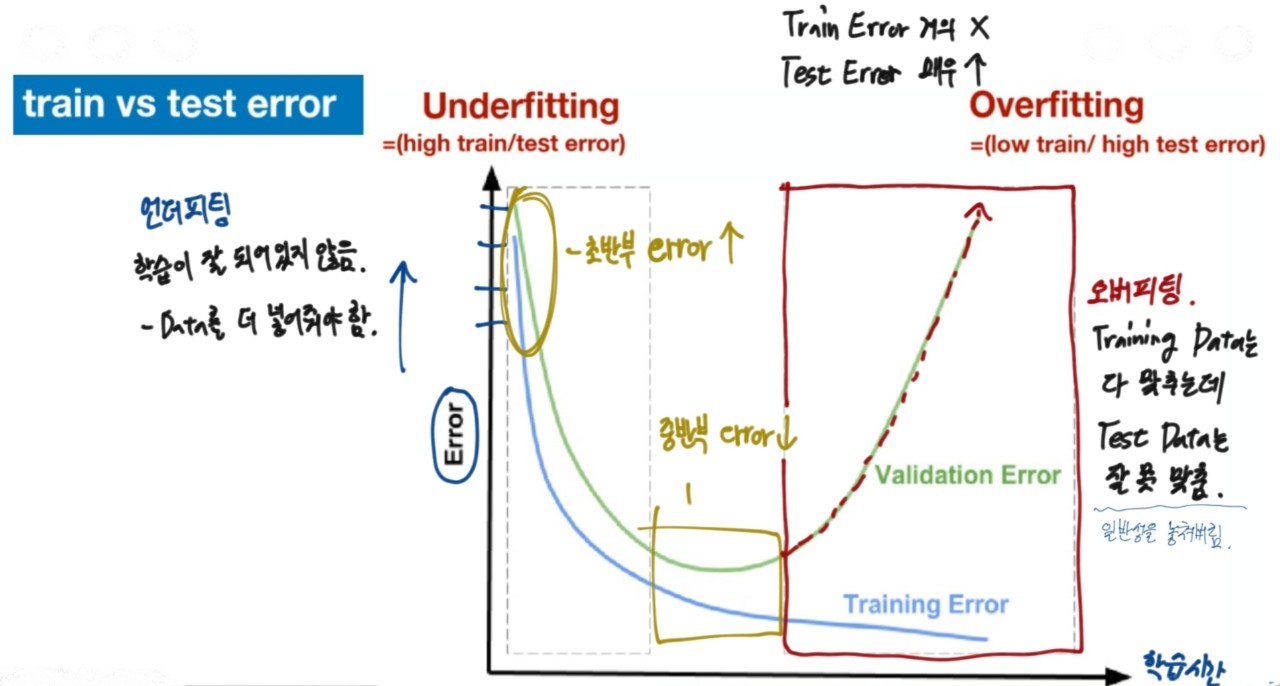 Train Error 거의 X
Test Error 매우 ↑
train vs test error
Underfitting
=(high train/test error)
Overfitting
=(low train/ high test error)
언더피팅
학습이 잘 되어있지 않음.
- Data를 더 넣어줘야 함.
- 초반부 error ↑
Error
중반부 error ↓
오버피팅.
Training Data는
다 맞추는데
Test Data는
잘 못 맞춤.
일반성을 놓쳐버림.
Validation Error
Training Error
학습시간